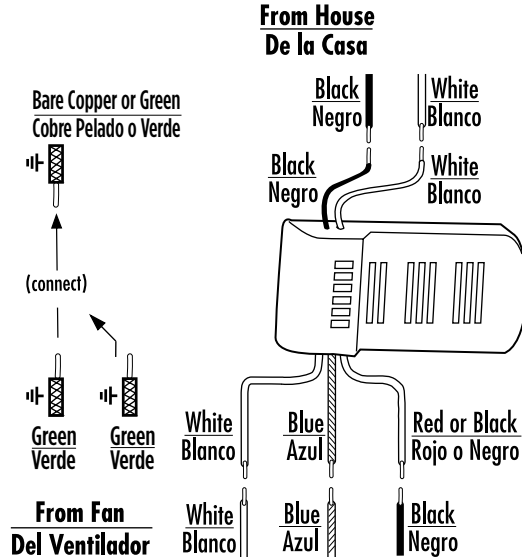 From House
De la Casa
Bare Copper or Green
Cobre Pelado o Verde
Black
Negro
White
Blanco
Black
Negro
White
Blanco
(connect)
Green
Verde
Green
Verde
White
Blanco
Blue
Azul
Red or Black
Rojo o Negro
From Fan
Del Ventilador
White
Blanco
Blue
Azul
Black
Negro